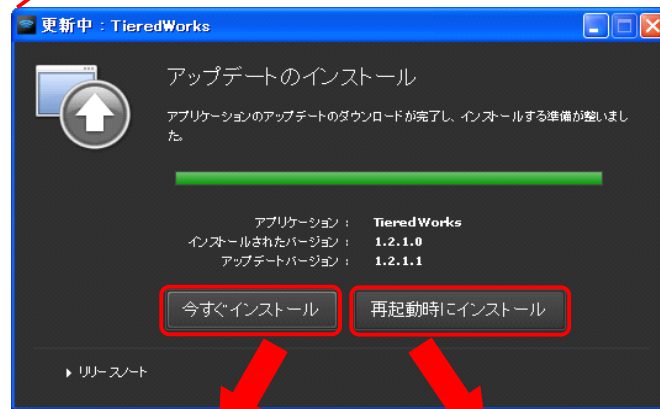 更新中：TieredWorks
アップデートのインストール
アプリケーションのアップデートのダウンロードが完了し、インストールする準備が整いまし
た。
アプリケーション： TieredWorks
インストールされたバージョン： 1.2.1.0
アップデートバージョン： 1.2.1.1
今すぐインストール 再起動時にインストール
リリースノート